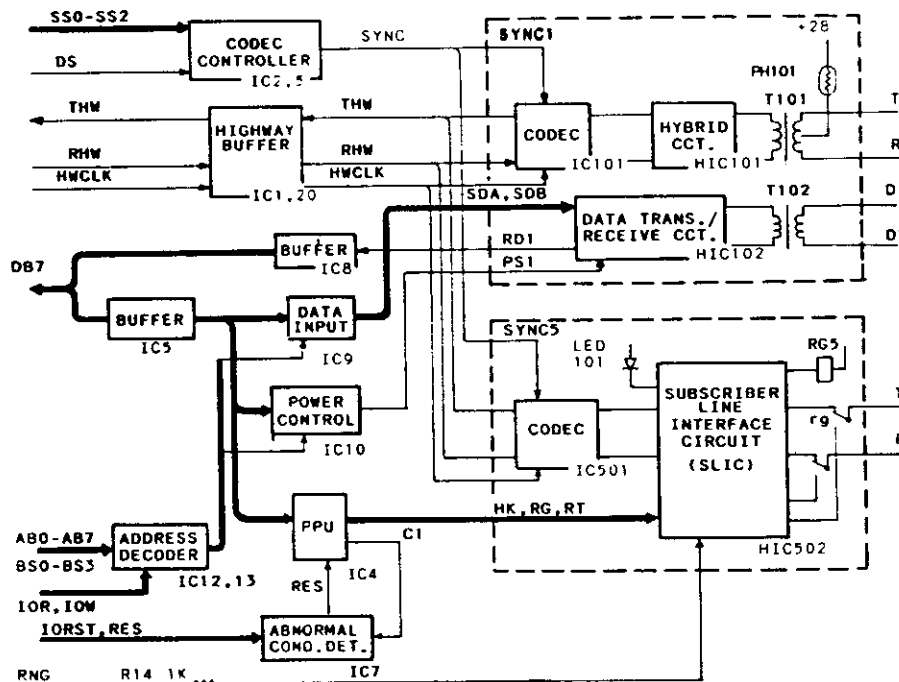 SS0-SS2
DS
CODEC
CONTROLLER
IC2,3
SYNC
SYNC1
+28
PH101
THW
RHW
HWCLK
HIGHWAY
BUFFER
IC1,20
THW
RHW
HWCLK
CODEC
IC101
HYBRID
CCT.
HIC101
T101
T
R
SDA,SDB
DATA TRANS./
RECEIVE CCT.
HIC102
T102
D
D
DB7
BUFFER
IC8
RD1
PS1
BUFFER
IC5
DATA
INPUT
IC9
POWER
CONTROL
IC10
SYNC5
LED
101
CODEC
IC501
SUBSCRIBER
LINE
INTERFACE
CIRCUIT
(SLIC)
HIC502
RG5
rg
T
PPU
IC4
C1
HK,RG,RT
RES
AB0-AB7
BS0-BS3
IOR,IOW
ADDRESS
DECODER
IC12,13
IORST,RES
ABNORMAL
COND.DET.
IC7
RNG
R14 1K